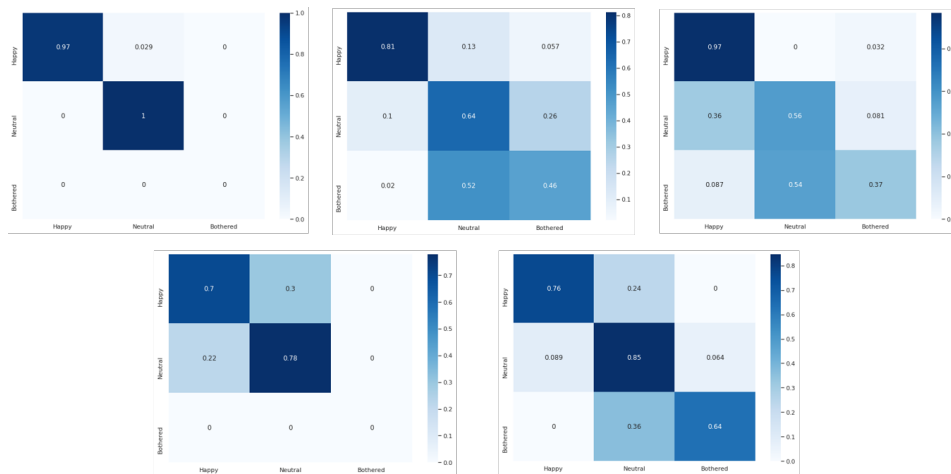 Happy 0.97 0.029 0
Neutral 0 1 0
Bothered 0 0 0
Happy Neutral Bothered
1.0
0.8
0.6
0.4
0.2
0.0
Happy 0.81 0.13 0.057
Neutral 0.1 0.64 0.26
Bothered 0.02 0.52 0.46
Happy Neutral Bothered
0.8
0.7
0.6
0.5
0.4
0.3
0.2
0.1
Happy 0.97 0 0.032
Neutral 0.36 0.56 0.081
Bothered 0.087 0.54 0.37
Happy Neutral Bothered
Happy 0.7 0.3 0
Neutral 0.22 0.78 0
Bothered 0 0 0
Happy Neutral Bothered
0.7
0.6
0.5
0.4
0.3
0.2
0.1
0.0
Happy 0.76 0.24 0
Neutral 0.089 0.85 0.064
Bothered 0 0.36 0.64
Happy Neutral Bothered
0.8
0.7
0.6
0.5
0.4
0.3
0.2
0.1
0.0